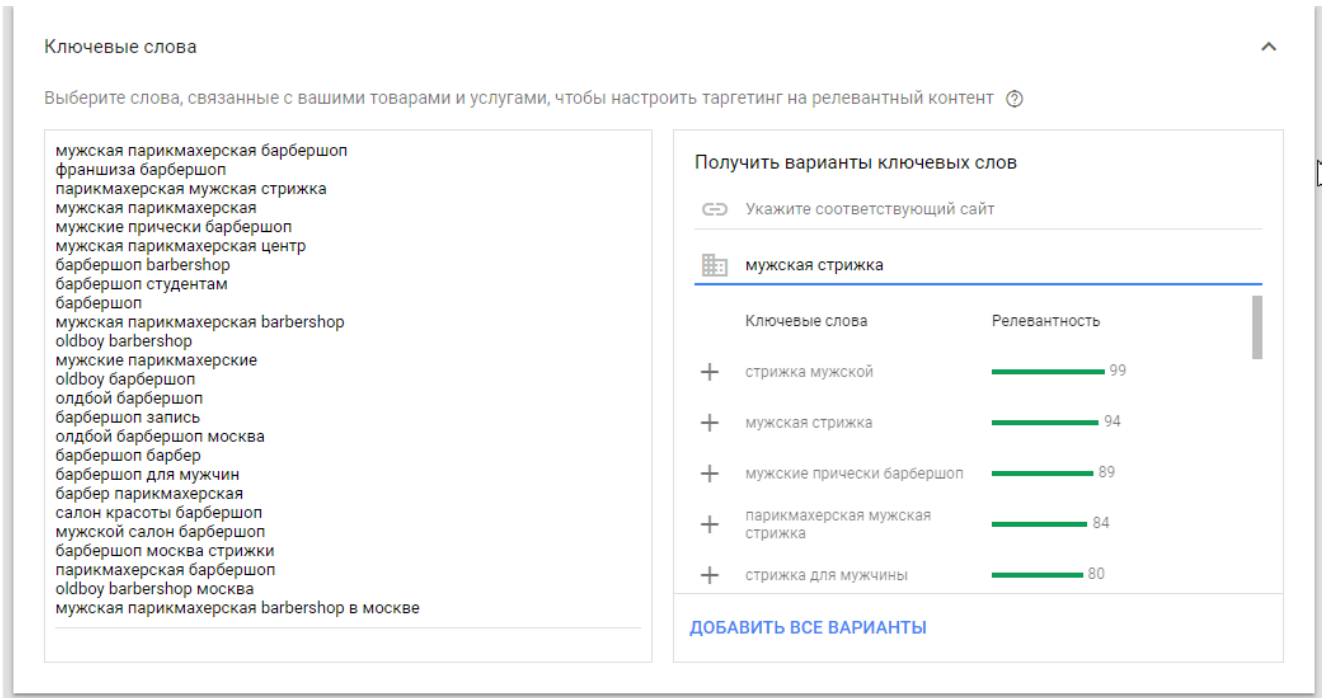 Ключевые слова
Выберите слова, связанные с вашими товарами и услугами, чтобы настроить таргетинг на релевантный контент
мужская парикмахерская барбершоп
франшиза барбершоп
парикмахерская мужская стрижка
мужская парикмахерская
мужские прически барбершоп
мужская парикмахерская центр
барбершоп barbershop
барбершоп студентам
барбершоп
мужская парикмахерская barbershop
oldboy barbershop
мужские парикмахерские
oldboy барбершоп
олдбой барбершоп
барбершоп запись
олдбой барбершоп москва
барбершоп барбер
барбершоп для мужчин
барбер парикмахерская
салон красоты барбершоп
мужской салон барбершоп
барбершоп москва стрижки
парикмахерская барбершоп
oldboy barbershop москва
мужская парикмахерская barbershop в москве
Получить варианты ключевых слов
Укажите соответствующий сайт
мужская стрижка
Ключевые слова Релевантность
стрижка мужской 99
мужская стрижка 94
мужские прически барбершоп 89
парикмахерская мужская
стрижка 84
стрижка для мужчины 80
ДОБАВИТЬ ВСЕ ВАРИАНТЫ